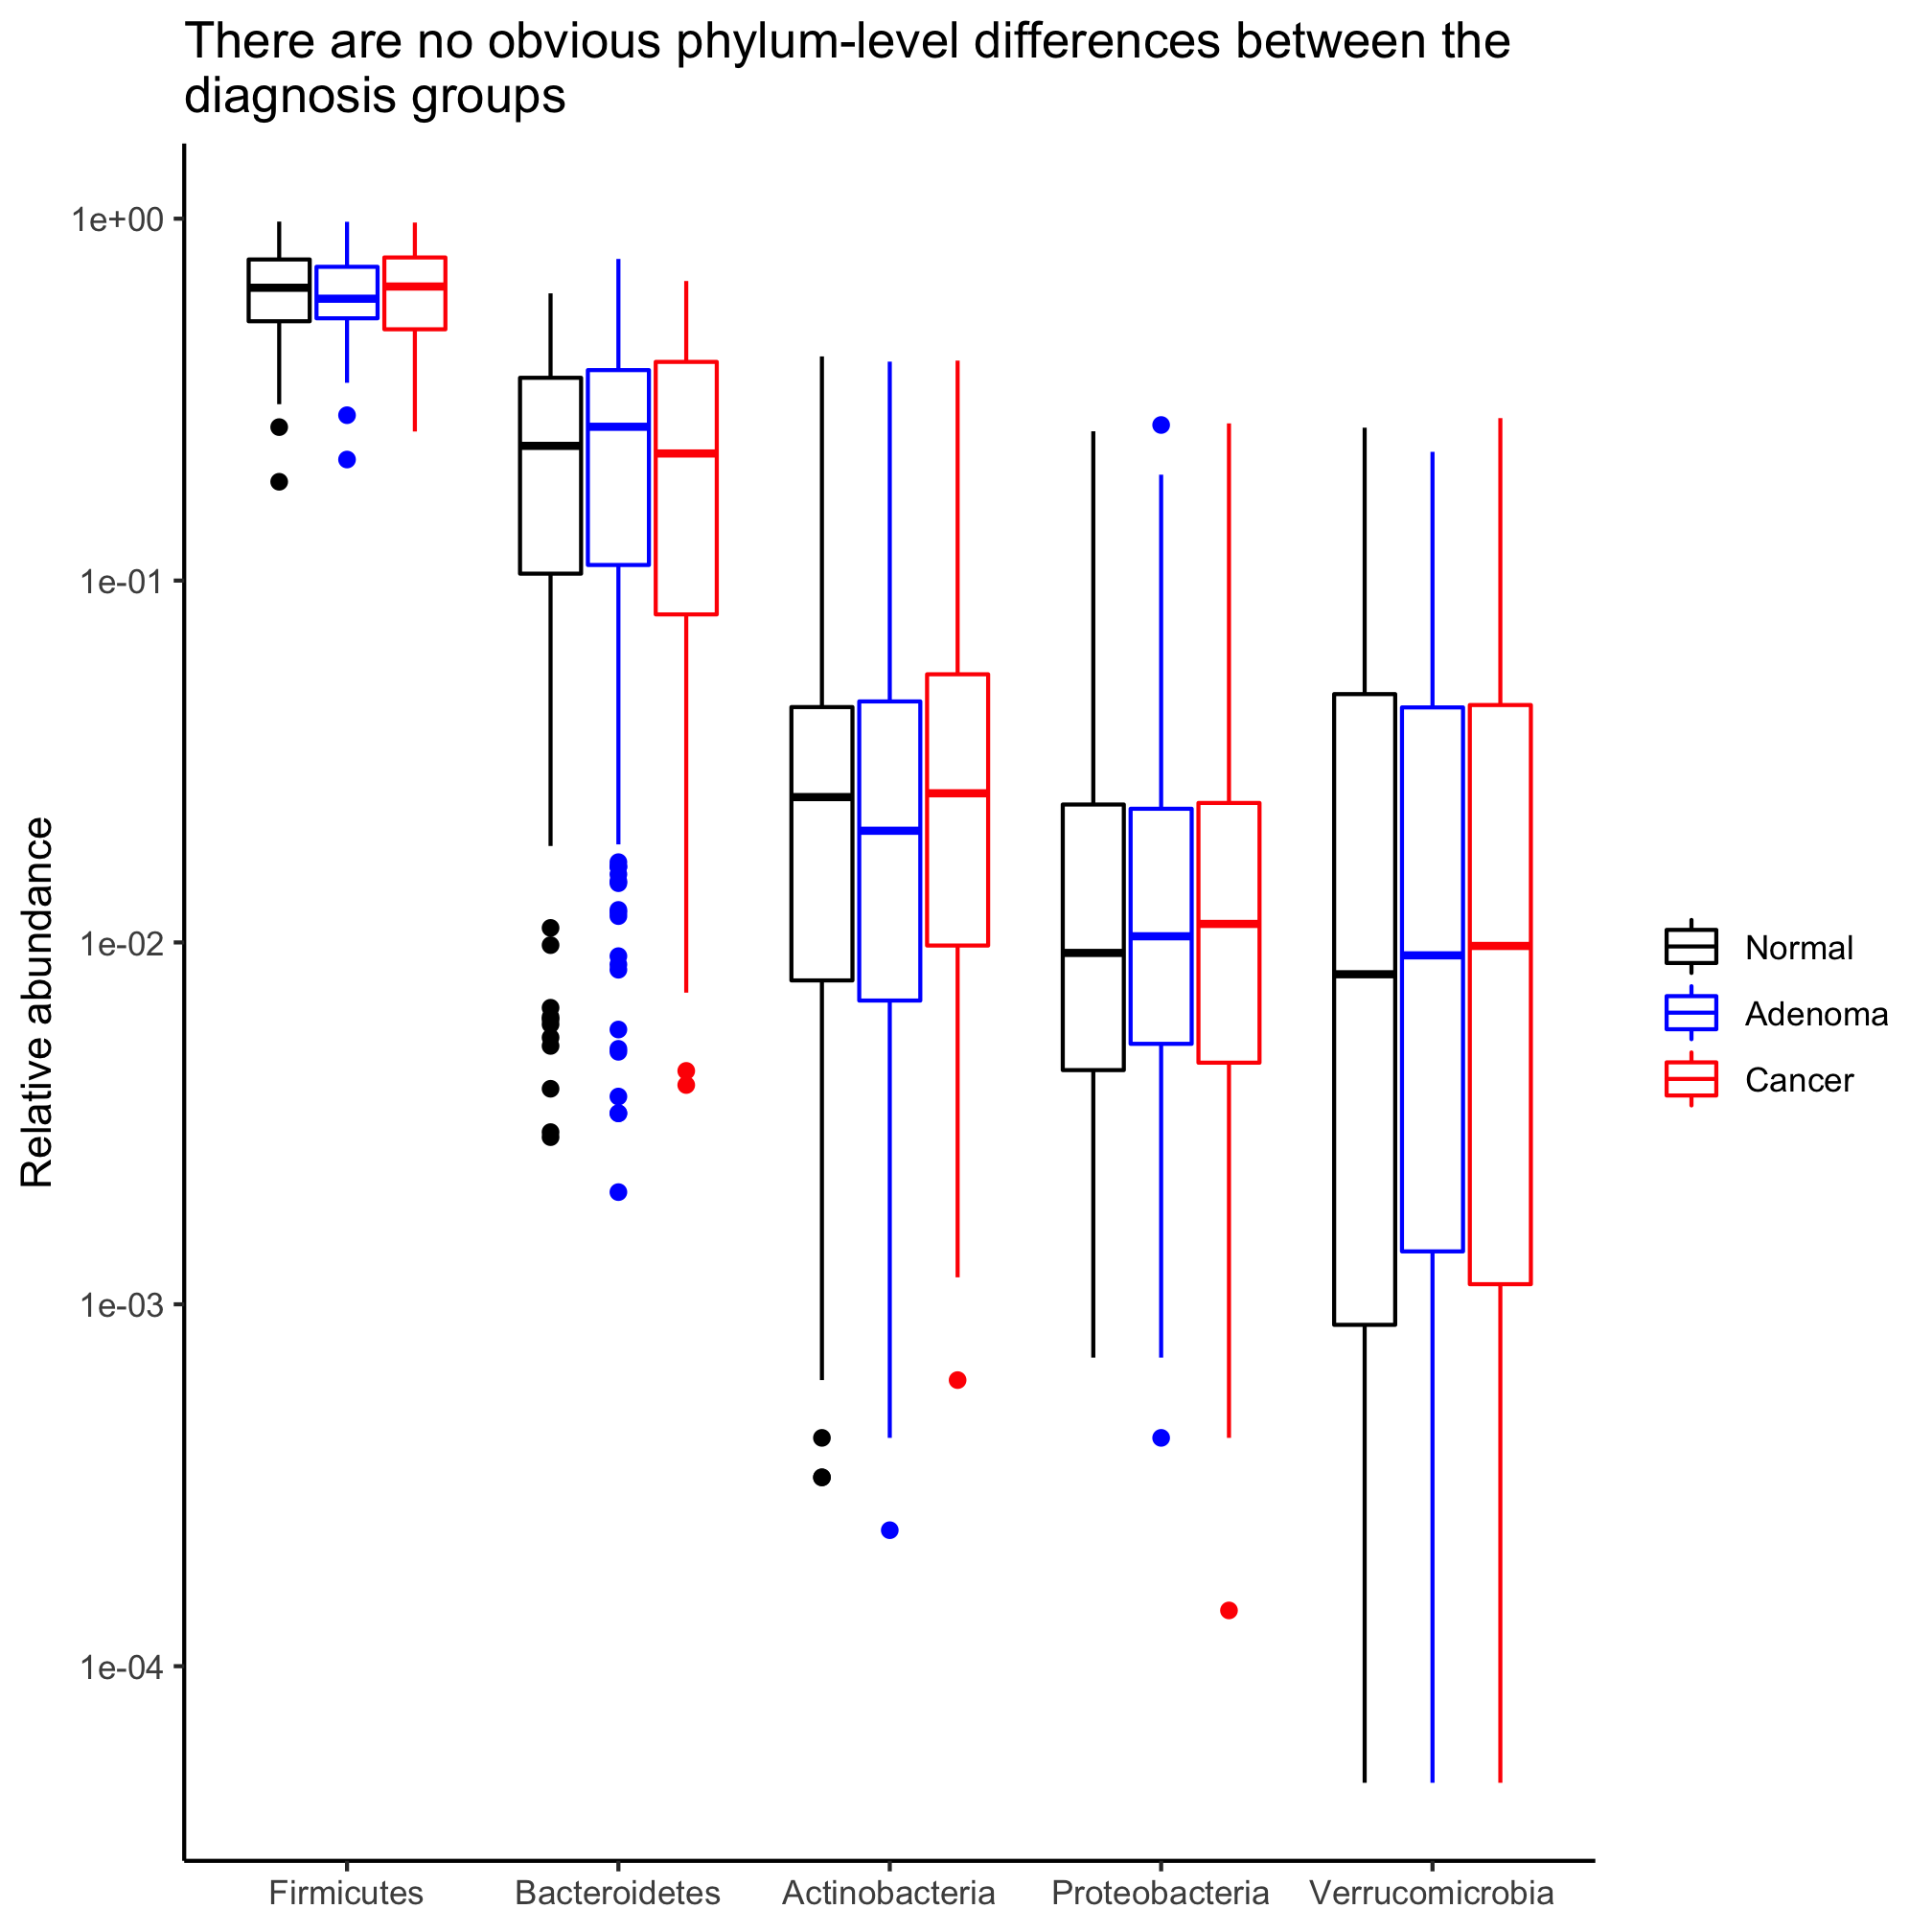 There are no obvious phylum-level differences between the
diagnosis groups
1e+00
1e-01
1e-02
1e-03
1e-04
Relative abundance
Firmicutes
Bacteroidetes
Actinobacteria
Proteobacteria
Verrucomicrobia
Normal
Adenoma
Cancer